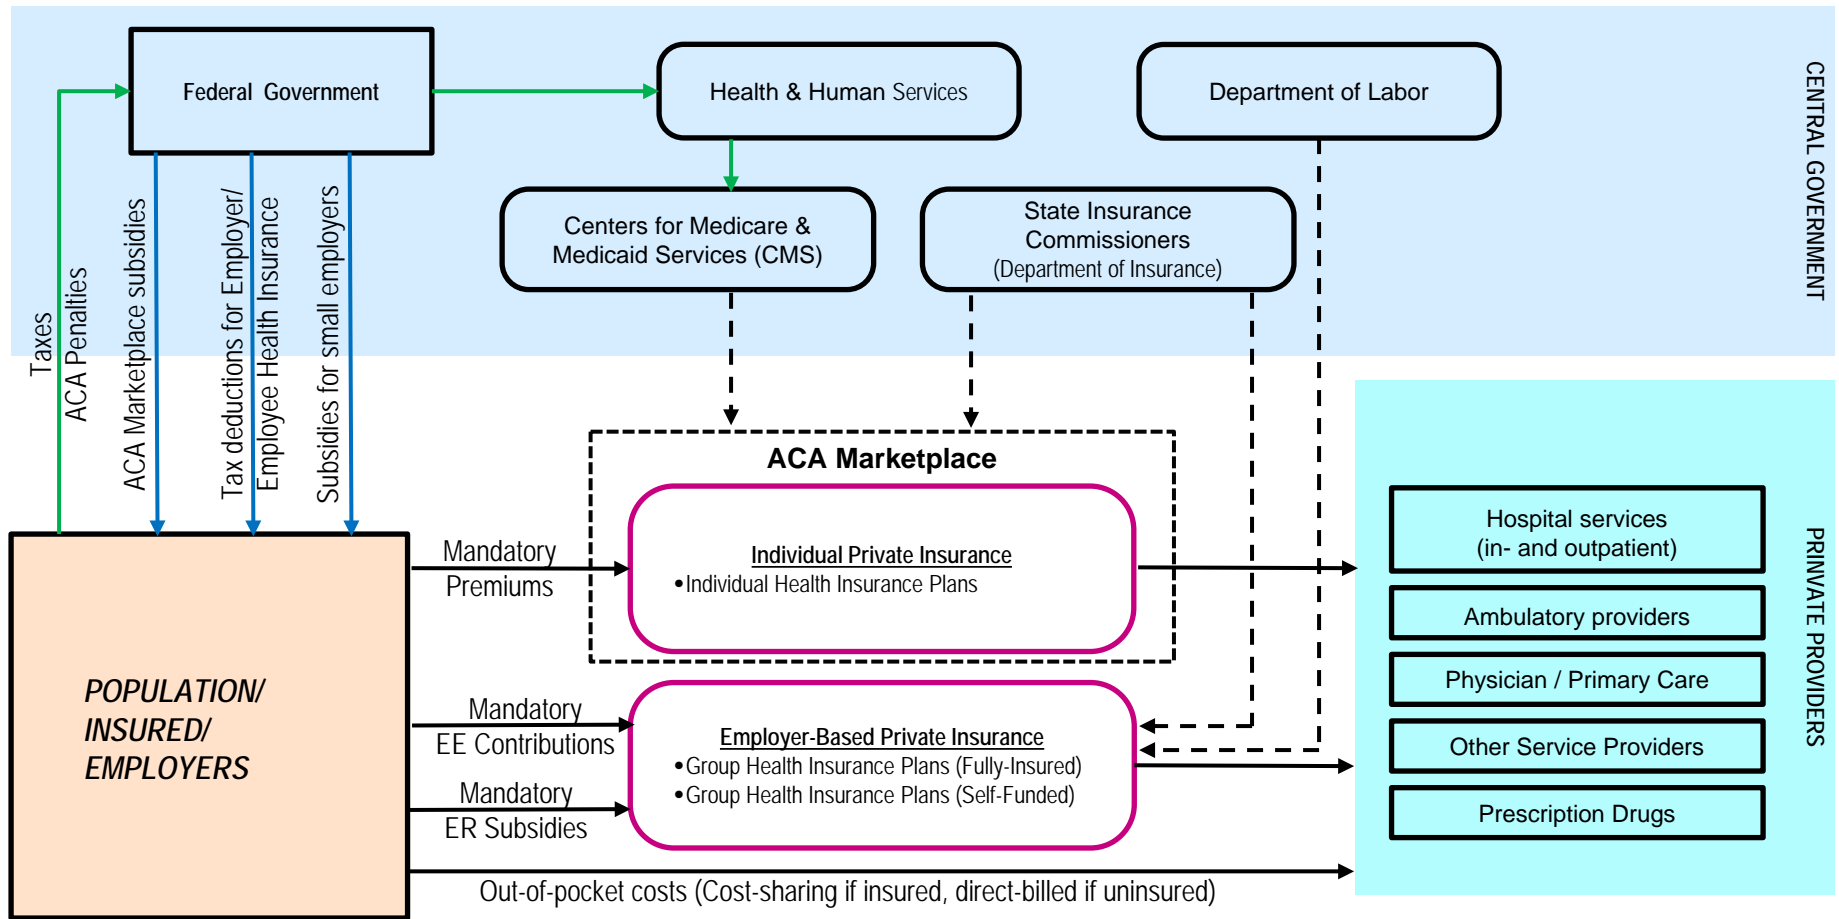 Federal Government
Health & Human Services
Department of Labor
CENTRAL GOVERNMENT
Centers for Medicare &
Medicaid Services (CMS)
State Insurance
Commissioners
(Department of Insurance)
Taxes
ACA Penalties
ACA Marketplace subsidies
Tax deductions for Employer/
Employee Health Insurance
Subsidies for small employers
ACA Marketplace
Individual Private Insurance
•Individual Health Insurance Plans
Mandatory
Premiums
POPULATION/
INSURED/
EMPLOYERS
Mandatory
EE Contributions
Mandatory
ER Subsidies
Employer-Based Private Insurance
•Group Health Insurance Plans (Fully-Insured)
•Group Health Insurance Plans (Self-Funded)
Out-of-pocket costs (Cost-sharing if insured, direct-billed if uninsured)
Hospital services
(in- and outpatient)
Ambulatory providers
Physician / Primary Care
Other Service Providers
Prescription Drugs
PRINVATE PROVIDERS